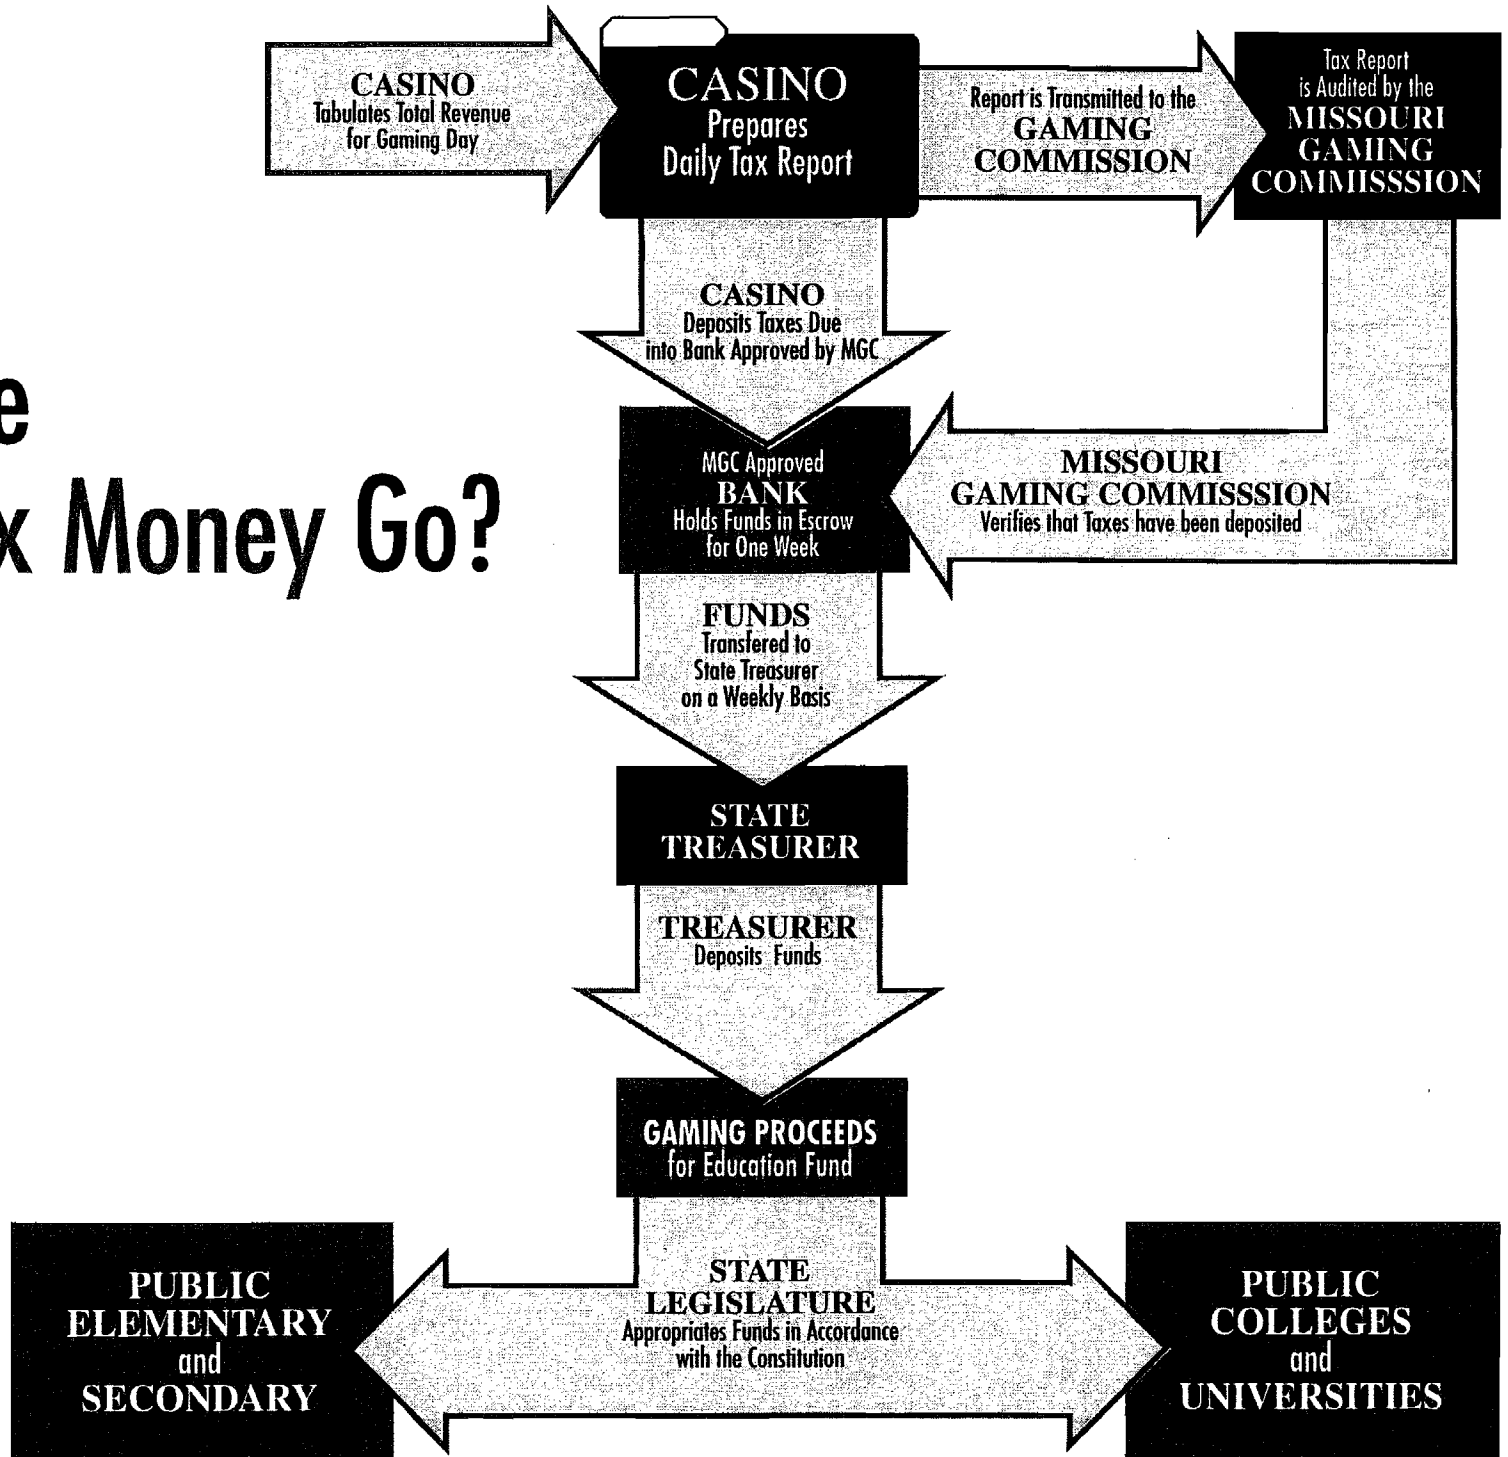 CASINO
Tabulates Total Revenue
for Gaming Day
CASINO
Prepares
Daily Tax Report
Report is Transmitted to the
GAMING
COMMISSION
Tax Report
is Audited by the
MISSOURI
GAMING
COMMISSSION
CASINO
Deposits Taxes Due
into Bank Approved by MGC
e
x Money Go?
MGC Approved
BANK
Holds Funds in Escrow
for One Week
MISSOURI
GAMING COMMISSSION
Verifies that Taxes have been deposited
FUNDS
Transfered to
State Treasurer
on a Weekly Basis
STATE
TREASURER
TREASURER
Deposits Funds
GAMING PROCEEDS
for Education Fund
PUBLIC
ELEMENTARY
and
SECONDARY
STATE
LEGISLATURE
Appropriates Funds in Accordance
with the Constitution
PUBLIC
COLLEGES
and
UNIVERSITIES